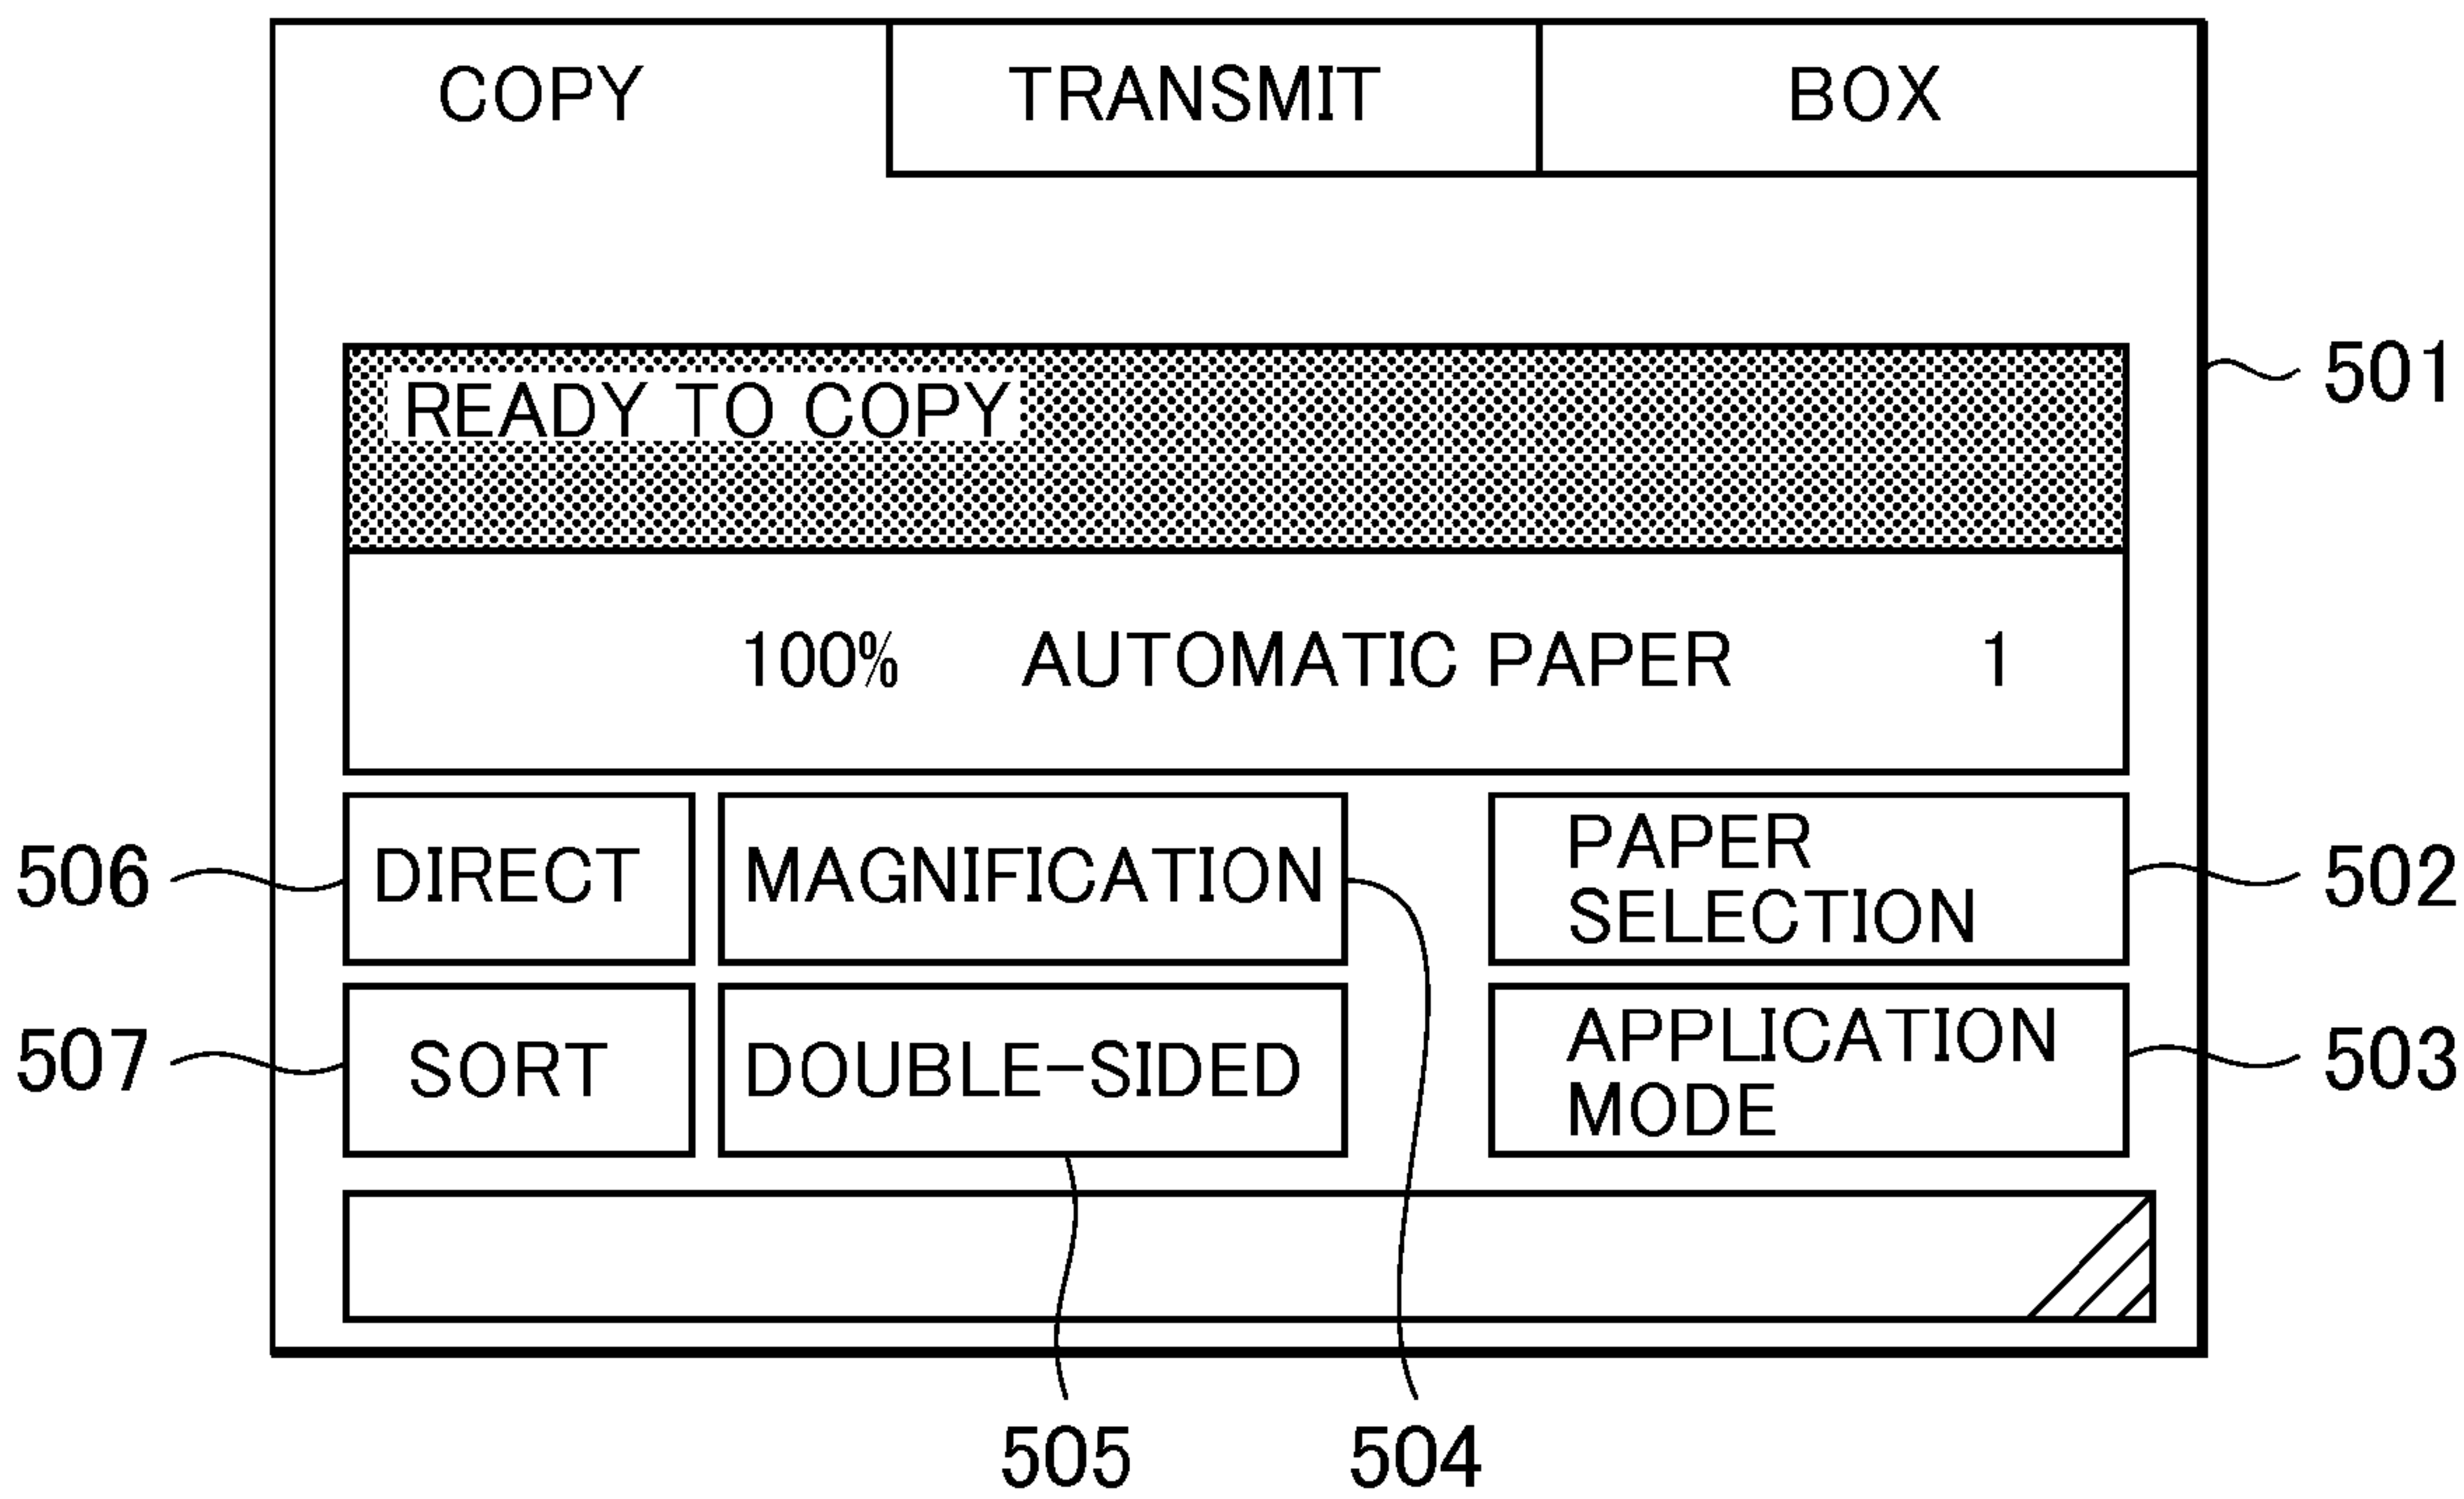 COPY TRANSMIT BOX
READY TO COPY
501
100% AUTOMATIC PAPER 1
506 DIRECT MAGNIFICATION PAPER
SELECTION 502
507 SORT DOUBLE-SIDED APPLICATION
MODE 503
505 504